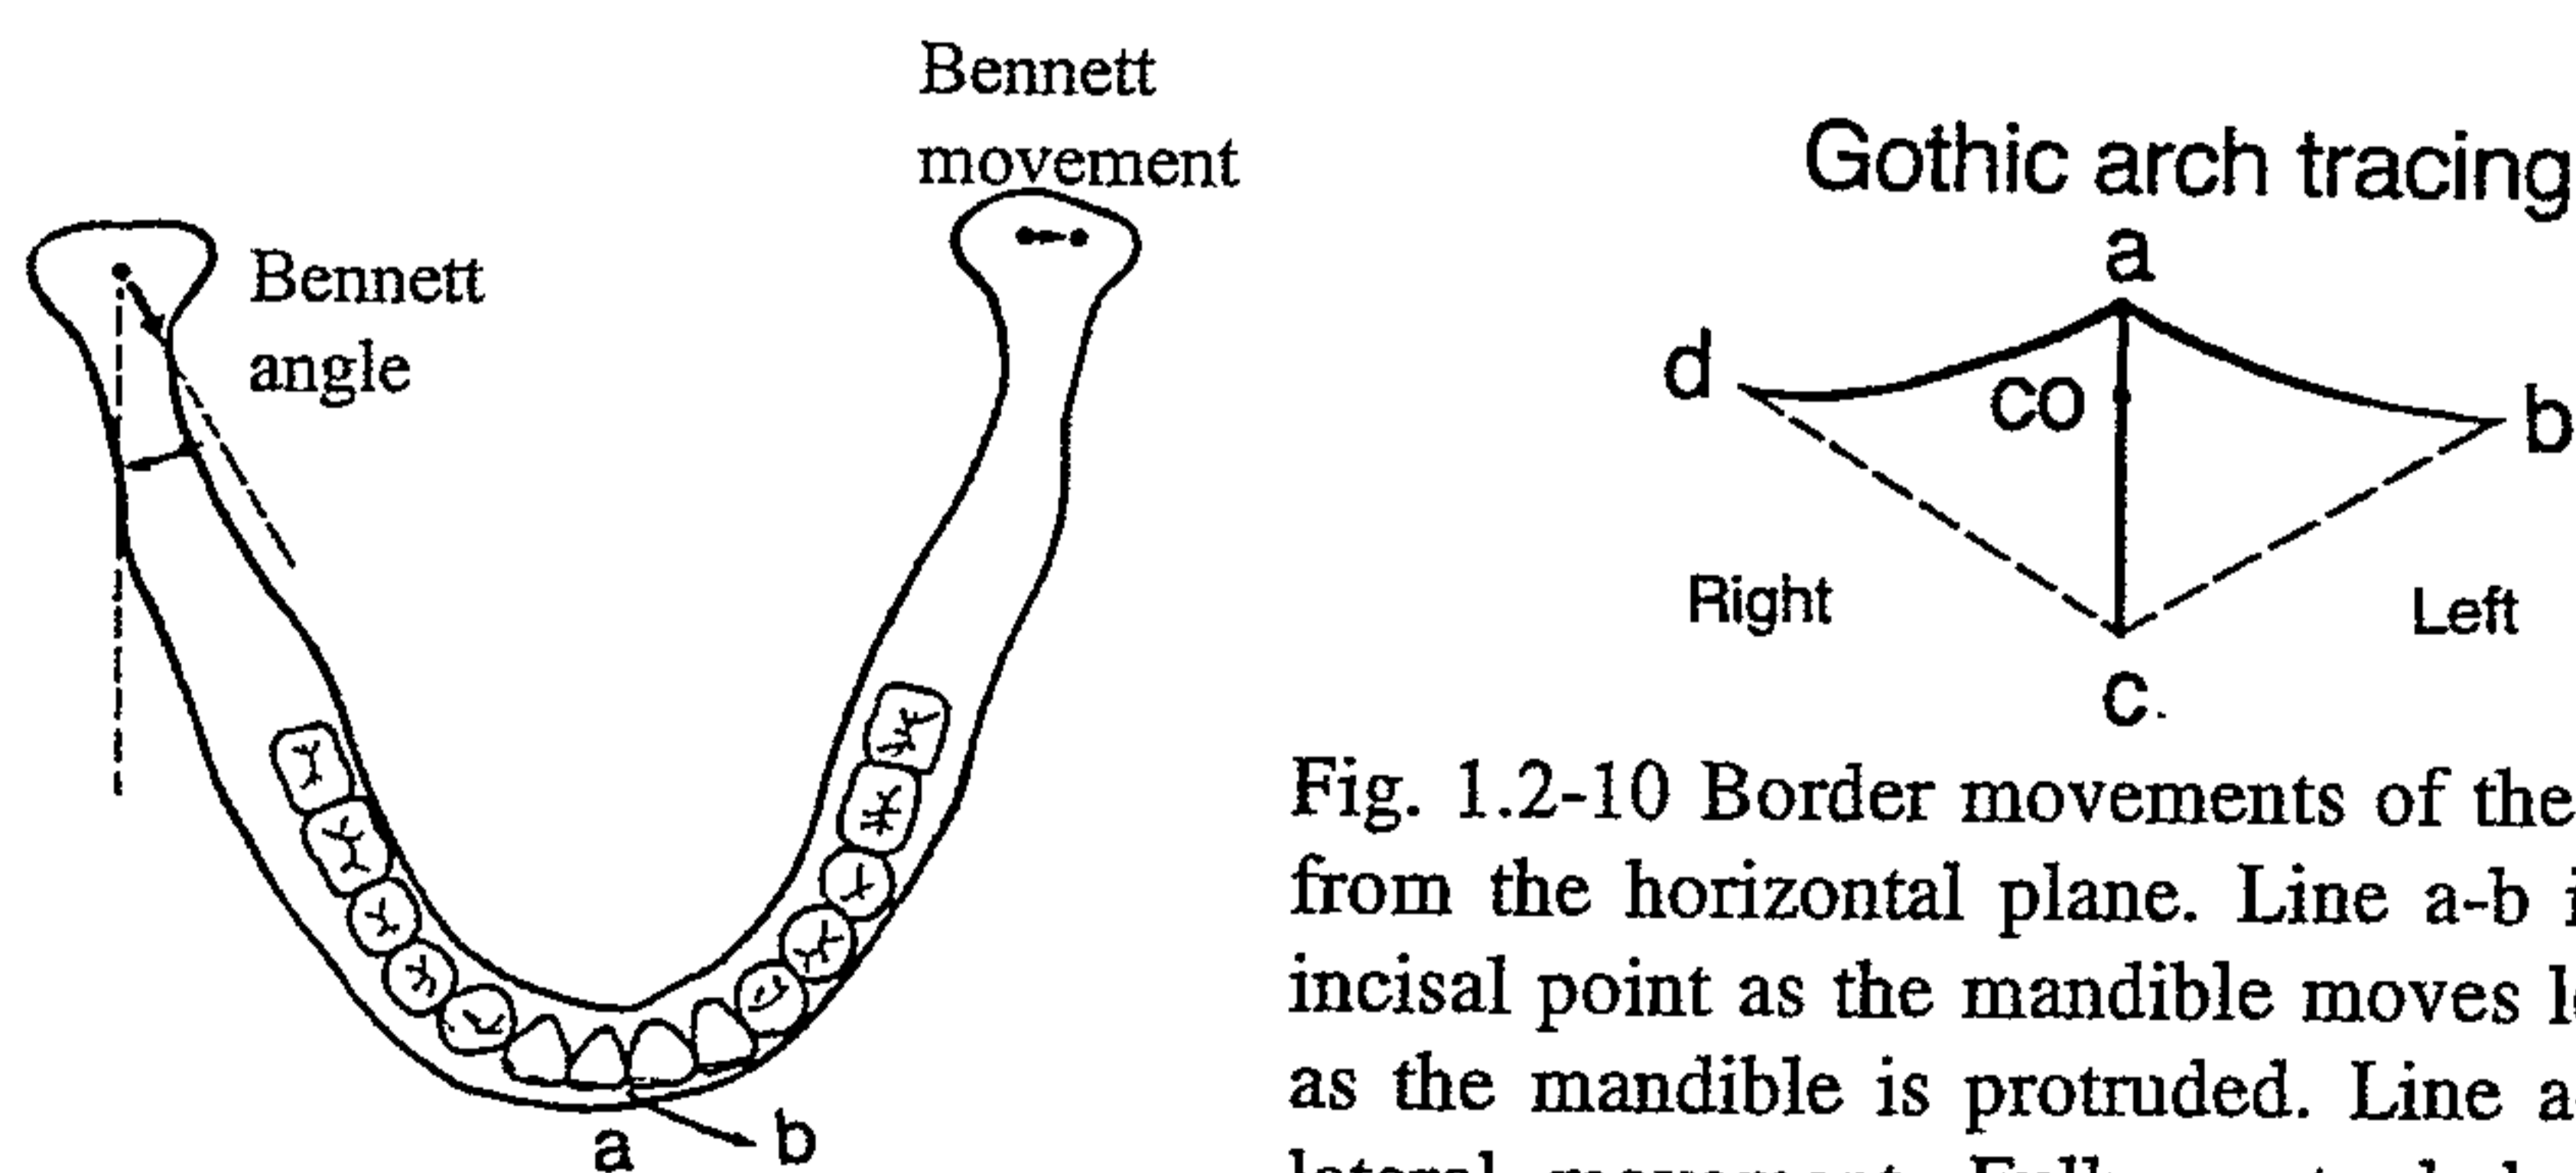 Bennett
movement
Bennett
angle
a
b
Gothic arch tracing
a
d
co
b
Right
Left
c
Fig. 1.2-10 Border movements of the
from the horizontal plane. Line a-b
incisal point as the mandible moves
as the mandible is protruded. Line